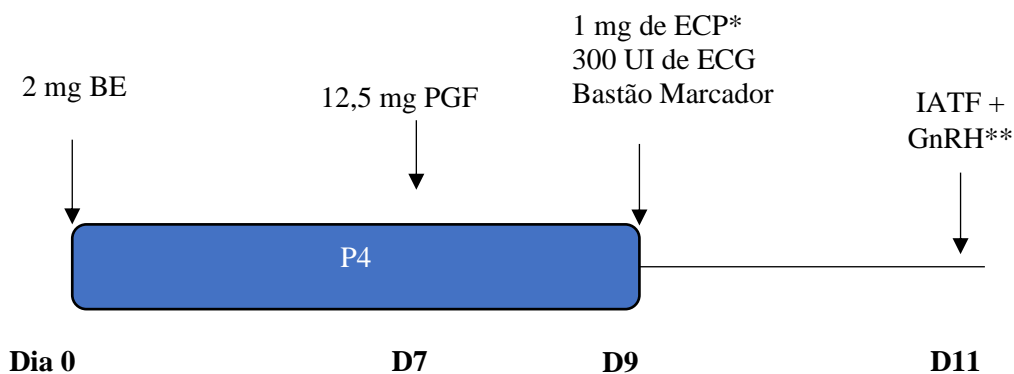 2 mg BE
12,5 mg PGF
1 mg de ECP*
300 UI de ECG
Bastão Marcador
IATF +
GnRH**
P4
Dia 0
D7
D9
D11